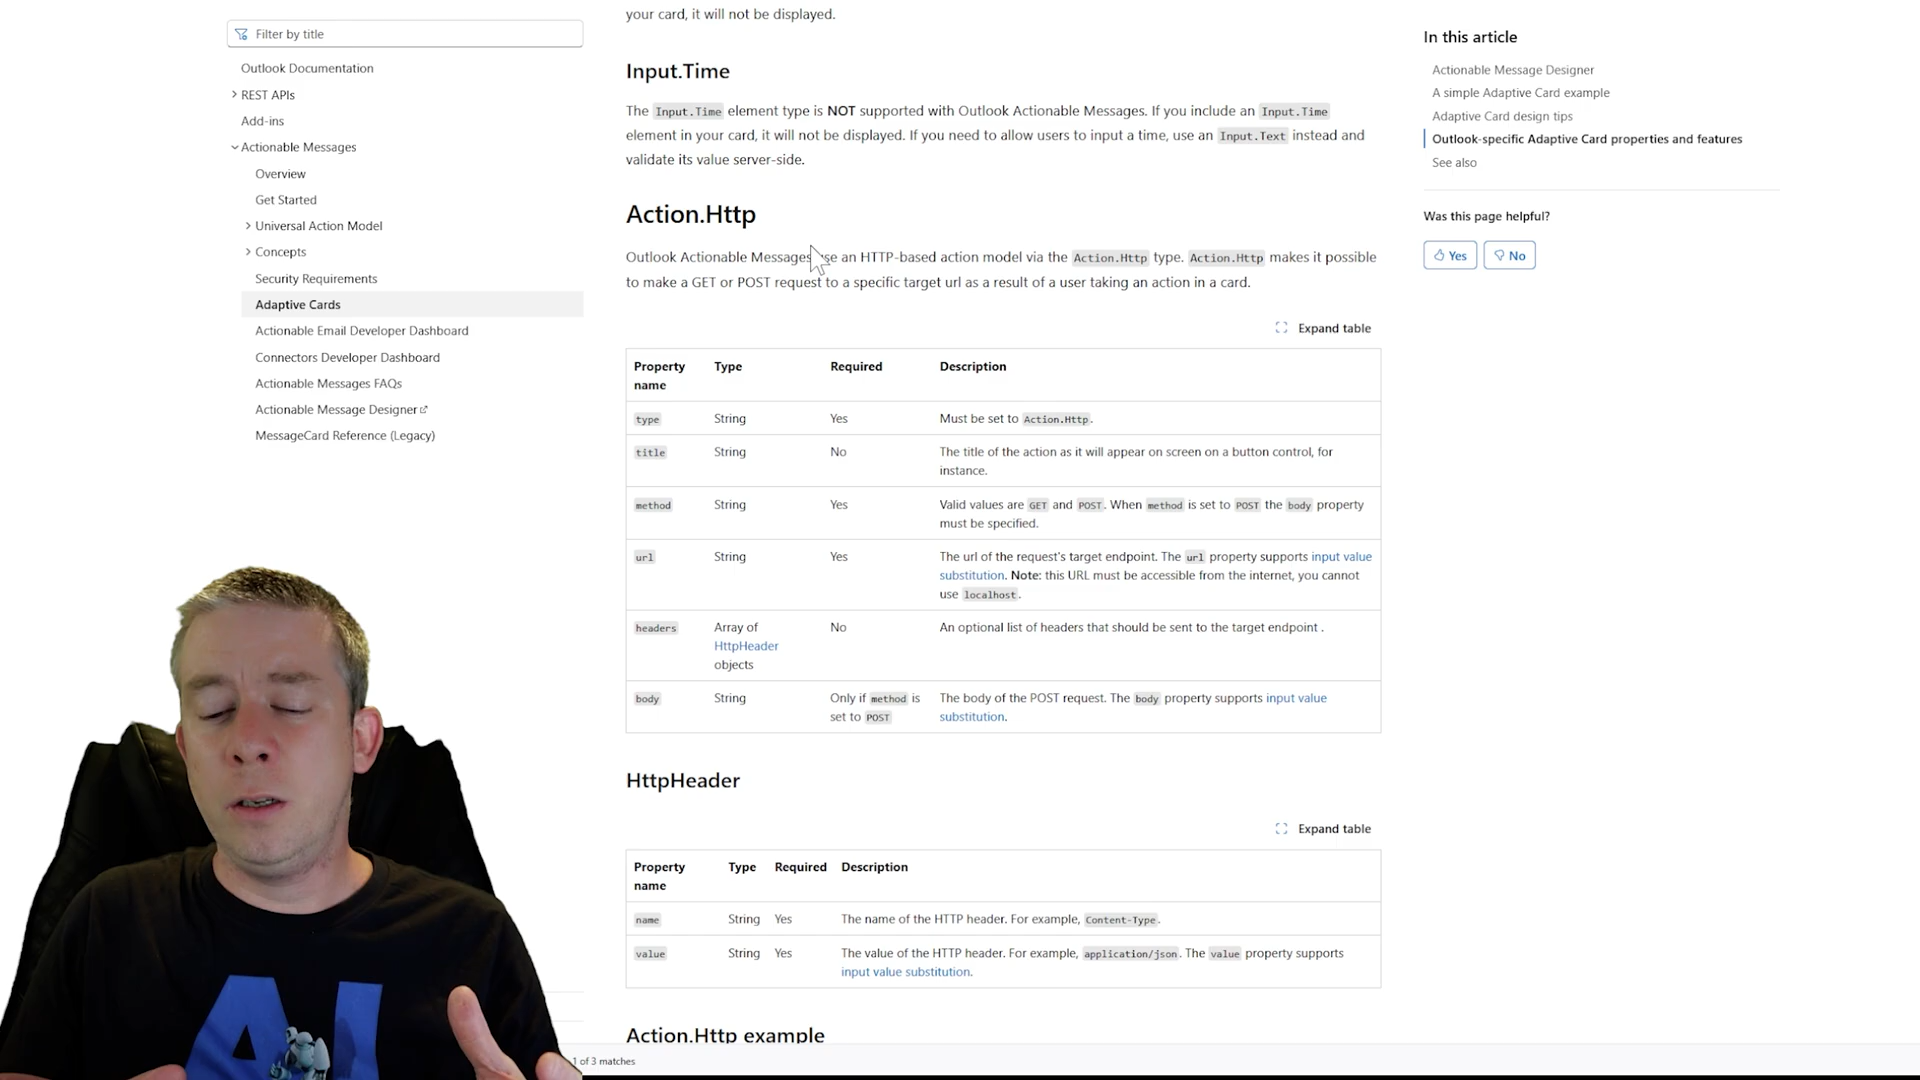 Filter by title
Outlook Documentation
REST APIs
Add-ins
Actionable Messages
Overview
Get Started
Universal Action Model
Concepts
Security Requirements
Adaptive Cards
Actionable Email Developer Dashboard
Connectors Developer Dashboard
Actionable Messages FAQs
Actionable Message Designer
MessageCard Reference (Legacy)
your card, it will not be displayed.
Input.Time
The Input.Time element type is NOT supported with Outlook Actionable Messages. If you include an Input.Time
element in your card, it will not be displayed. If you need to allow users to input a time, use an Input.Text instead and
validate its value server-side.
Action.Http
Outlook Actionable Messages use an HTTP-based action model via the Action.Http type. Action.Http makes it possible
to make a GET or POST request to a specific target url as a result of a user taking an action in a card.
Expand table
Property name Type Required Description
type String Yes Must be set to Action.Http.
title String No The title of the action as it will appear on screen on a button control, for
instance.
method String Yes Valid values are GET and POST. When method is set to POST the body property
must be specified.
url String Yes The url of the request's target endpoint. The url property supports input value
substitution. Note: this URL must be accessible from the internet, you cannot
use localhost.
headers Array of HttpHeader objects No An optional list of headers that should be sent to the target endpoint .
body String Only if method is set to POST The body of the POST request. The body property supports input value
substitution.
HttpHeader
Expand table
Property name Type Required Description
name String Yes The name of the HTTP header. For example, Content-Type.
value String Yes The value of the HTTP header. For example, application/json. The value property supports
input value substitution.
Action.Http example
1 of 3 matches
In this article
Actionable Message Designer
A simple Adaptive Card example
Adaptive Card design tips
Outlook-specific Adaptive Card properties and features
See also
Was this page helpful?
Yes
No
AI